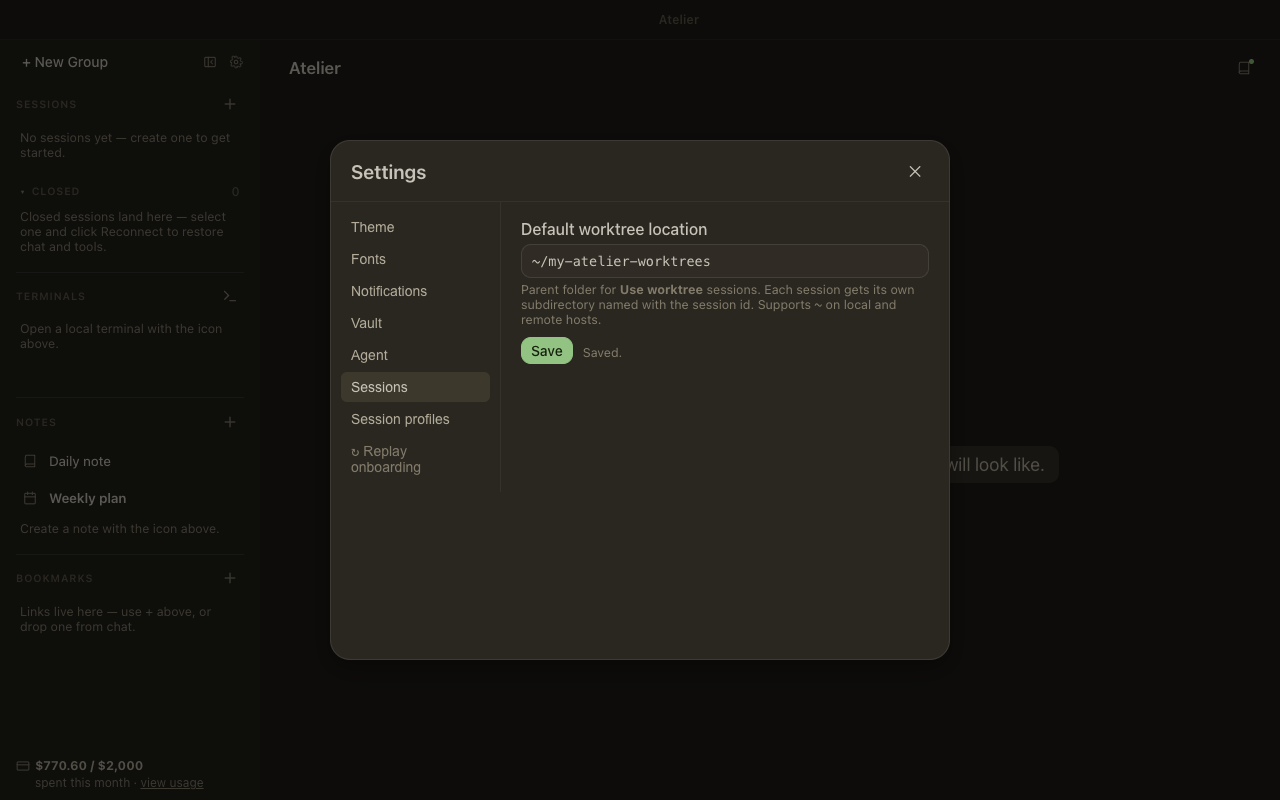 Atelier
+ New Group
Atelier
SESSIONS
No sessions yet — create one to get
started.
• CLOSED 0
Closed sessions land here — select
one and click Reconnect to restore
chat and tools.
TERMINALS
Open a local terminal with the icon
above.
NOTES
Daily note
Weekly plan
Create a note with the icon above.
BOOKMARKS
Links live here — use + above, or
drop one from chat.
$770.60 / $2,000
spent this month · view usage
Settings
Theme
Fonts
Notifications
Vault
Agent
Sessions
Session profiles
↻ Replay
onboarding
Default worktree location
~/my-atelier-worktrees
Parent folder for Use worktree sessions. Each session gets its own
subdirectory named with the session id. Supports ~ on local and
remote hosts.
Save Saved.
will look like.